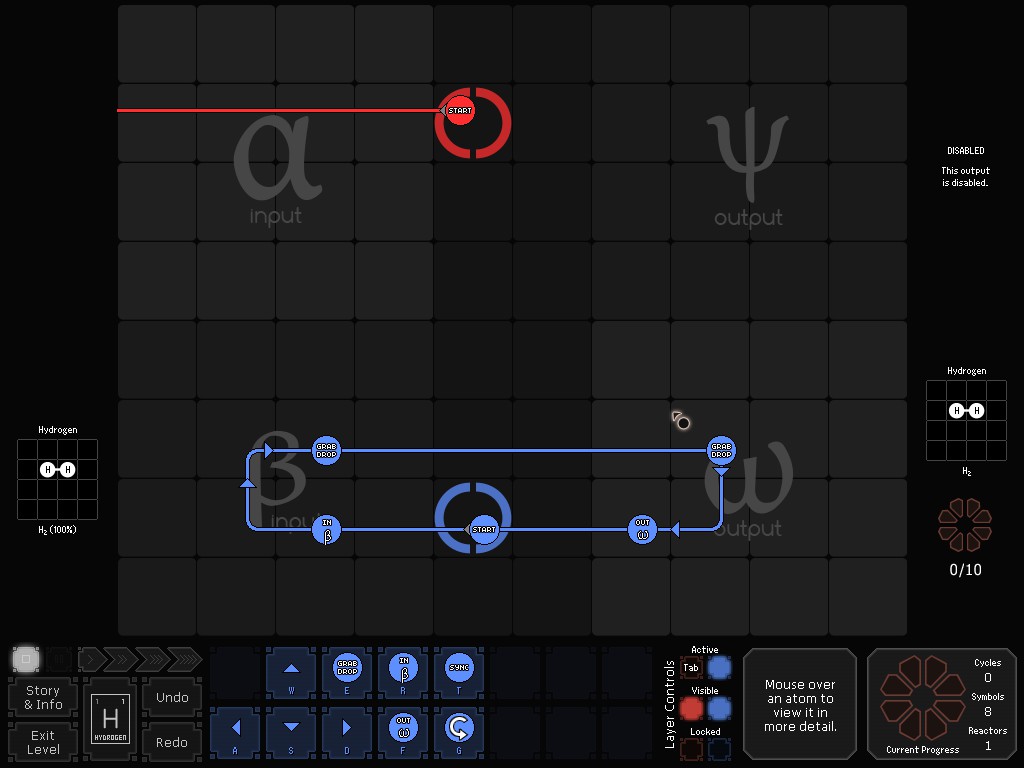 START
α
input
ψ
output
DISABLED
This output
is disabled.
Hydrogen
H H
H₂ (100%)
Hydrogen
H H
H₂
0/10
β
input
ω
output
GRAB
DROP
GRAB
DROP
IN
β
START
OUT
ω
Story
& Info
Exit
Level
1 1
H
HYDROGEN
Undo
Redo
W
GRAB
DROP
E
IN
β
R
SYNC
T
A
S
D
OUT
ω
F
G
Layer Controls
Active
Tab
Visible
Locked
Mouse over
an atom to
view it in
more detail.
Cycles
0
Symbols
8
Reactors
1
Current Progress